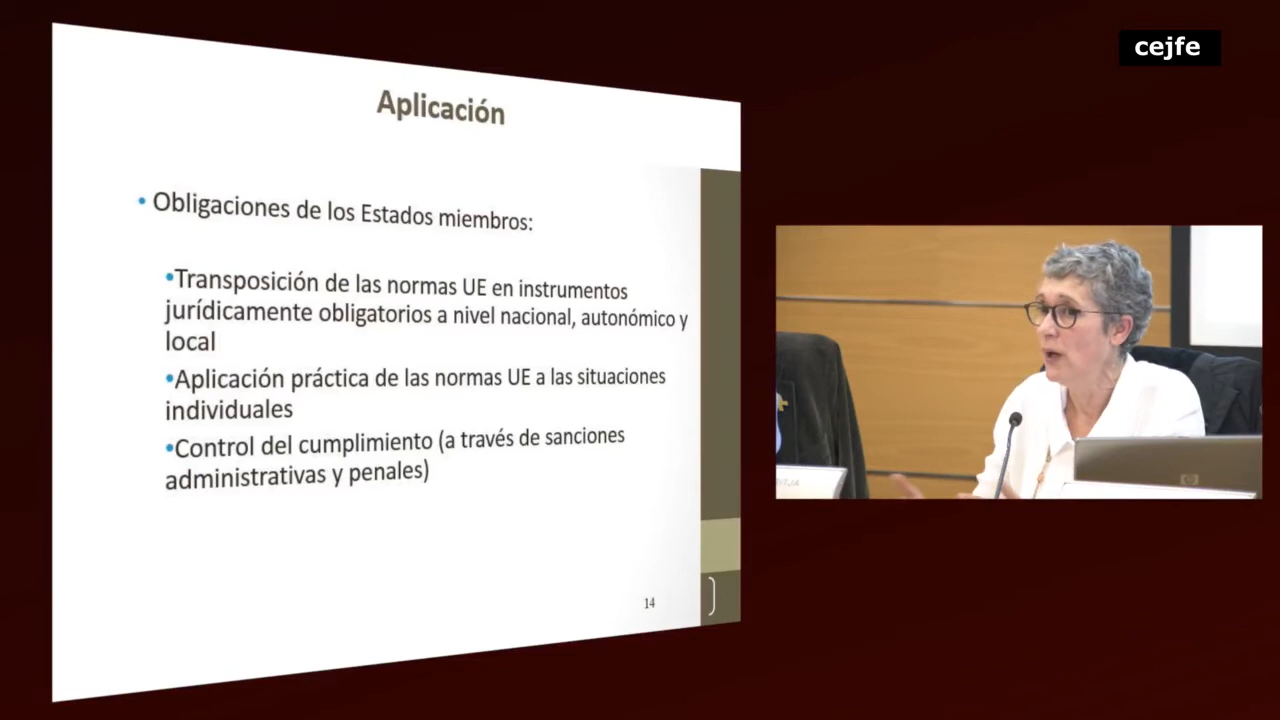 cejfe
Aplicación
• Obligaciones de los Estados miembros:
•Transposición de las normas UE en instrumentos
jurídicamente obligatorios a nivel nacional, autonómico y
local
•Aplicación práctica de las normas UE a las situaciones
individuales
•Control del cumplimiento (a través de sanciones
administrativas y penales)
14
hp